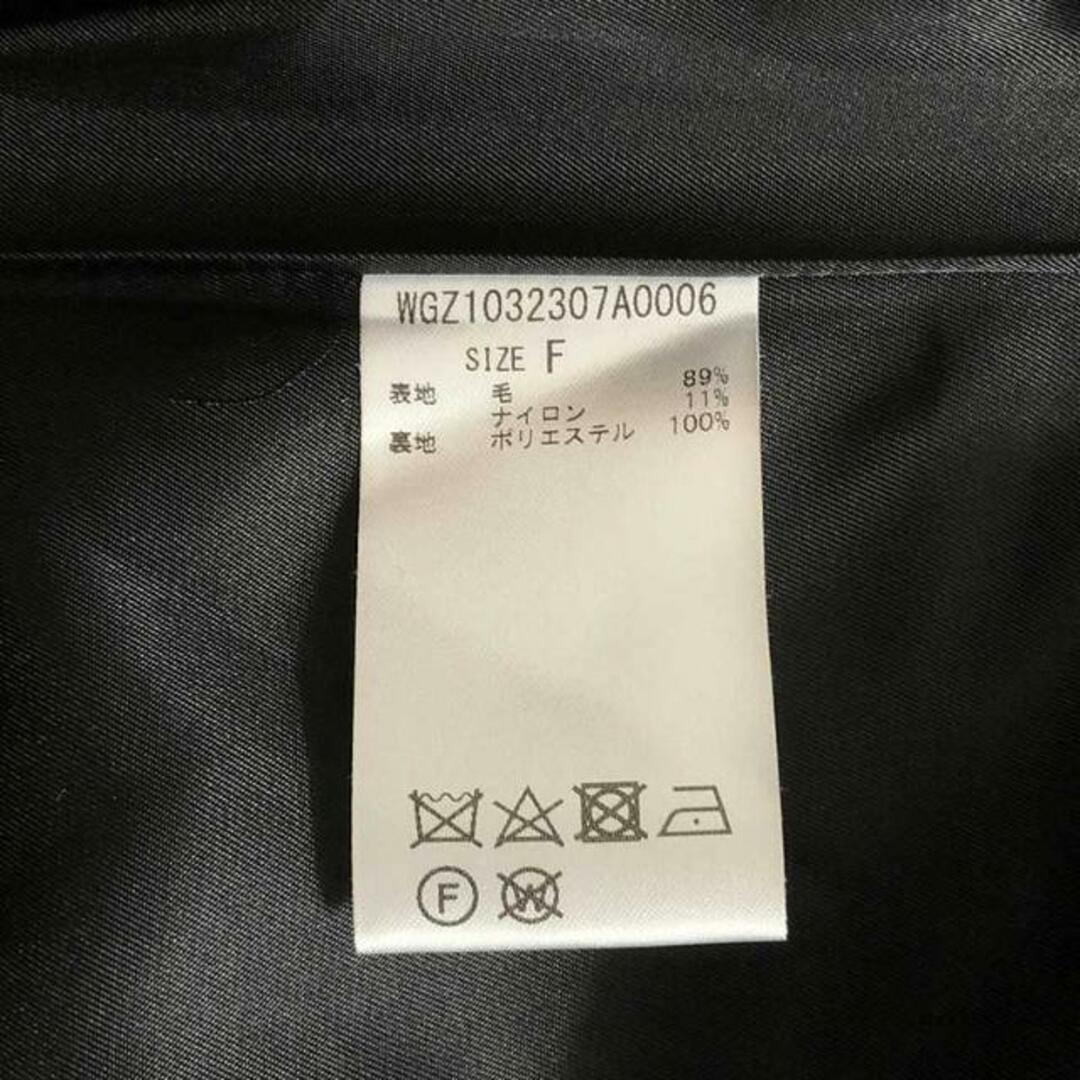 WGZ1032307A0006
SIZE F
表地 毛 89%
ナイロン 11%
裏地 ポリエステル 100%
F W